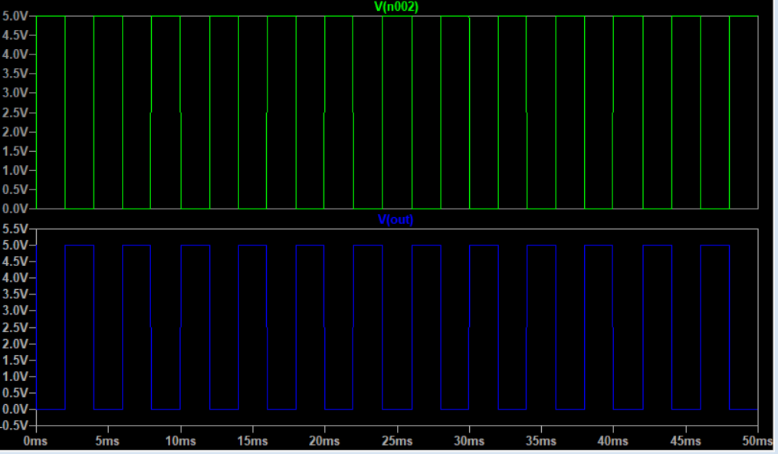 V(n002)
5.0V
4.5V
4.0V
3.5V
3.0V
2.5V
2.0V
1.5V
1.0V
0.5V
0.0V
V(out)
5.5V
5.0V
4.5V
4.0V
3.5V
3.0V
2.5V
2.0V
1.5V
1.0V
0.5V
0.0V
-0.5V
0ms 5ms 10ms 15ms 20ms 25ms 30ms 35ms 40ms 45ms 50ms